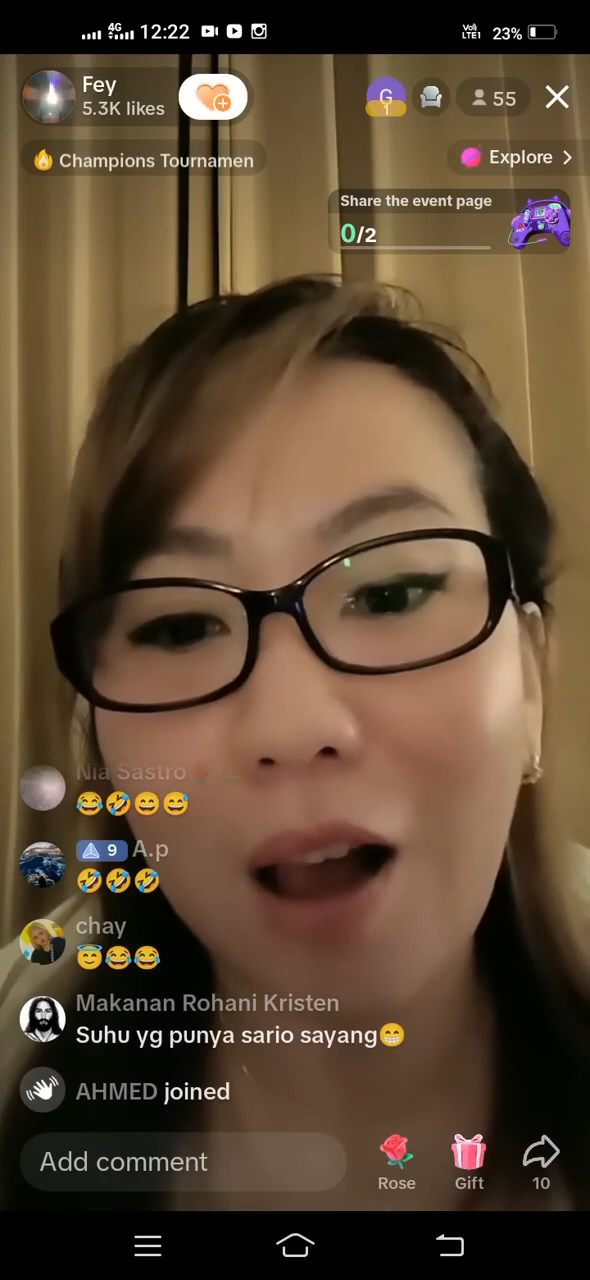 4G 12:22
VoI)
LTE1
23%
Fey
5.3K likes
G
1
55
Champions Tournamen
Explore
Share the event page
0/2
Nia Sastro
😂🤣😄😅
9 A.p
🤣🤣🤣
chay
😇😂😂
Makanan Rohani Kristen
Suhu yg punya sario sayang😁
AHMED joined
Add comment
Rose
Gift
10